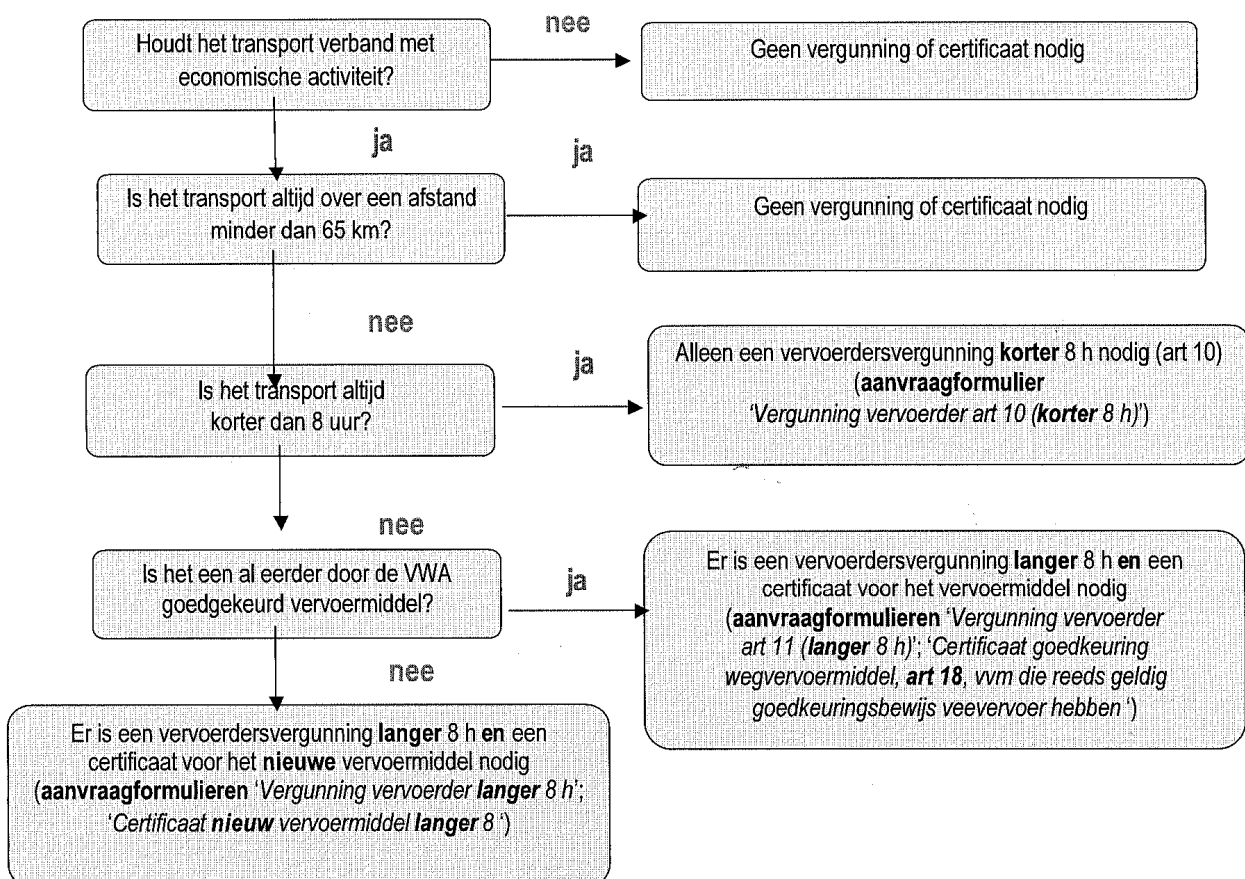 Houdt het transport verband met
economische activiteit?
nee
Geen vergunning of certificaat nodig
ja
Is het transport altijd over een afstand
minder dan 65 km?
ja
Geen vergunning of certificaat nodig
nee
Is het transport altijd
korter dan 8 uur?
ja
Alleen een vervoerdersvergunning korter 8 h nodig (art 10)
(aanvraagformulier
‘Vergunning vervoerder art 10 (korter 8 h)’)
nee
Is het een al eerder door de VWA
goedgekeurd vervoermiddel?
ja
Er is een vervoerdersvergunning langer 8 h en een
certificaat voor het vervoermiddel nodig
(aanvraagformulieren ‘Vergunning vervoerder
art 11 (langer 8 h)’; ‘Certificaat goedkeuring
wegvervoermiddel, art 18, vvm die reeds geldig
goedkeuringsbewijs veevervoer hebben ‘)
nee
Er is een vervoerdersvergunning langer 8 h en een
certificaat voor het nieuwe vervoermiddel nodig
(aanvraagformulieren ‘Vergunning vervoerder langer 8 h’;
‘Certificaat nieuw vervoermiddel langer 8 ‘)